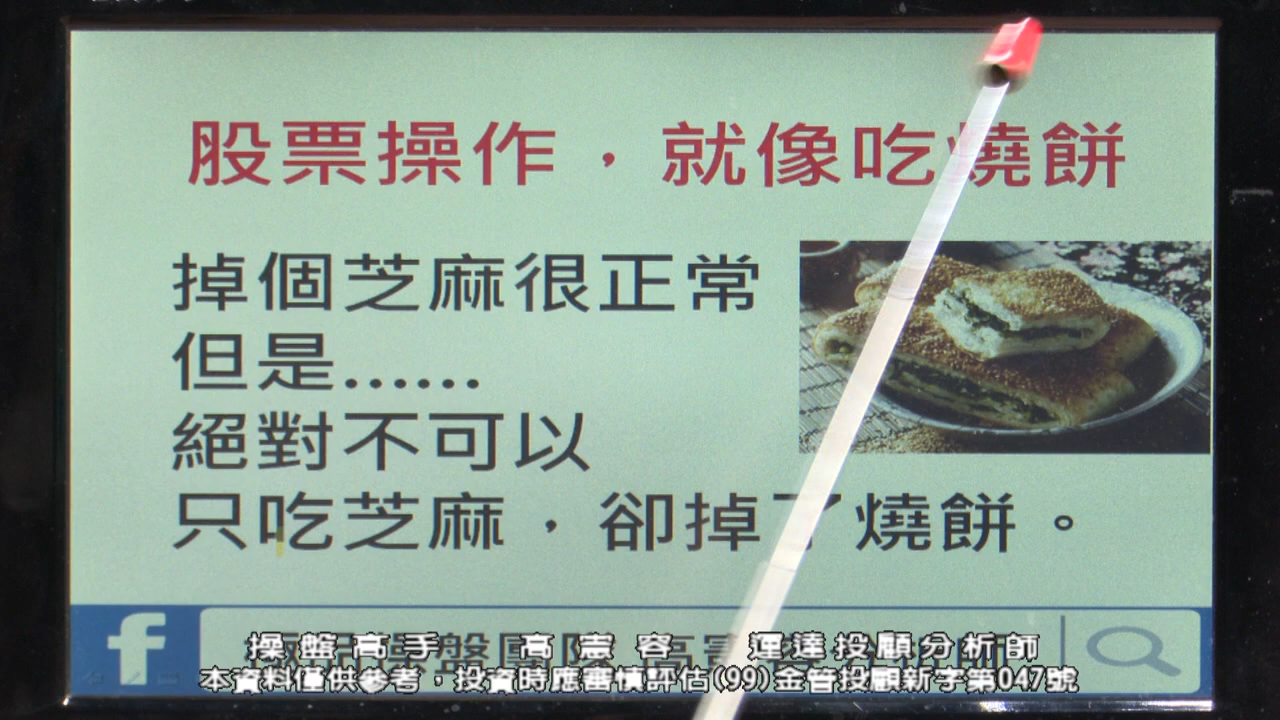 股票操作，就像吃燒餅
掉個芝麻很正常
但是......
絕對不可以
只吃芝麻，卻掉了燒餅。
f
操盤高手 高憲容 運達投顧分析師
本資料僅供參考，投資時應審慎評估(99)金管投顧新字第047號